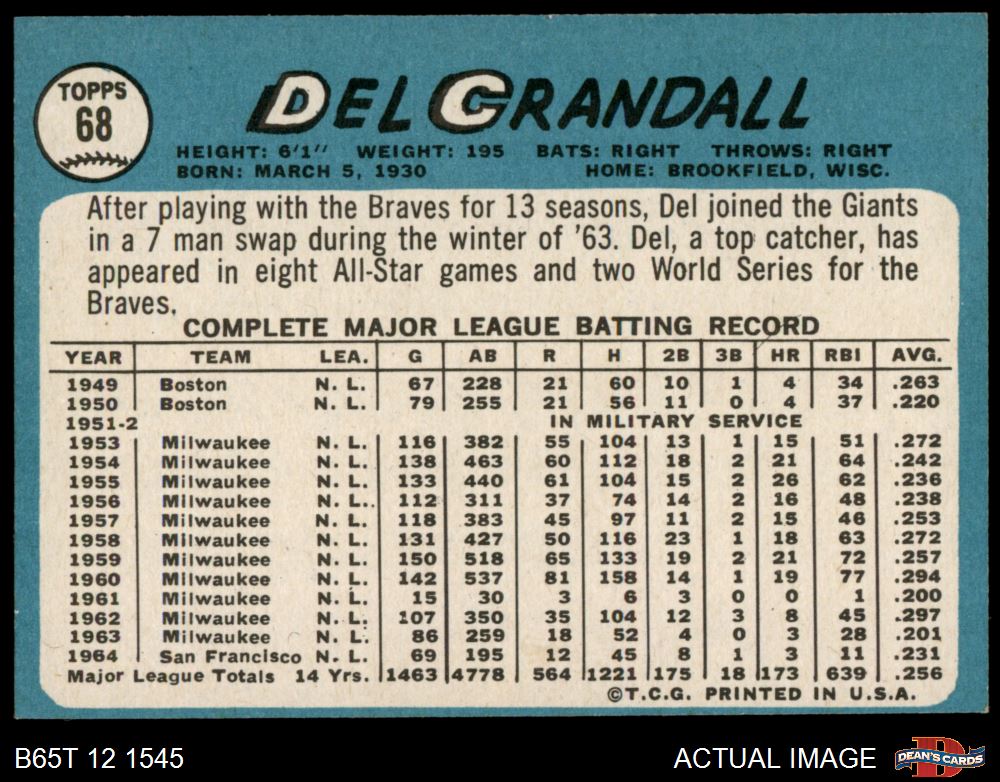 TOPPS
68
DEL CRANDALL
HEIGHT: 6'1" WEIGHT: 195 BATS: RIGHT THROWS: RIGHT
BORN: MARCH 5, 1930 HOME: BROOKFIELD, WISC.
After playing with the Braves for 13 seasons, Del joined the Giants
in a 7 man swap during the winter of '63. Del, a top catcher, has
appeared in eight All-Star games and two World Series for the
Braves.
COMPLETE MAJOR LEAGUE BATTING RECORD
YEAR TEAM LEA. G AB R H 2B 3B HR RBI AVG.
1949 Boston N. L. 67 228 21 60 10 1 4 34 .263
1950 Boston N. L. 79 255 21 56 11 0 4 37 .220
1951-2 IN MILITARY SERVICE
1953 Milwaukee N. L. 116 382 55 104 13 1 15 51 .272
1954 Milwaukee N. L. 138 463 60 112 18 2 21 64 .242
1955 Milwaukee N. L. 133 440 61 104 15 2 26 62 .236
1956 Milwaukee N. L. 112 311 37 74 14 2 16 48 .238
1957 Milwaukee N. L. 118 383 45 97 11 2 15 46 .253
1958 Milwaukee N. L. 131 427 50 116 23 1 18 63 .272
1959 Milwaukee N. L. 150 518 65 133 19 2 21 72 .257
1960 Milwaukee N. L. 142 537 81 158 14 1 19 77 .294
1961 Milwaukee N. L. 15 30 3 6 3 0 0 1 .200
1962 Milwaukee N. L. 107 350 35 104 12 3 8 45 .297
1963 Milwaukee N. L. 86 259 18 52 4 0 3 28 .201
1964 San Francisco N. L. 69 195 12 45 8 1 3 11 .231
Major League Totals 14 Yrs. 1463 4778 564 1221 175 18 173 639 .256
©T.C.G. PRINTED IN U.S.A.
B65T 12 1545 ACTUAL IMAGE
D
DEAN'S CARDS